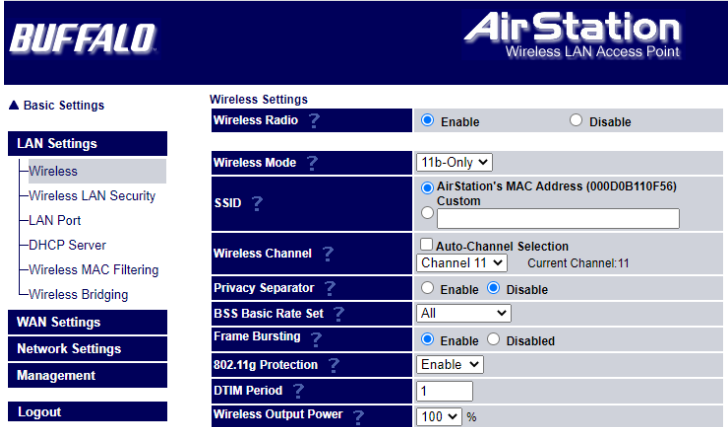 BUFFALO
AirStation
Wireless LAN Access Point
▲ Basic Settings
LAN Settings
Wireless
Wireless LAN Security
LAN Port
DHCP Server
Wireless MAC Filtering
Wireless Bridging
WAN Settings
Network Settings
Management
Logout
Wireless Settings
Wireless Radio ? Enable Disable
Wireless Mode ? 11b-Only
SSID ? AirStation's MAC Address (000D0B110F56)
Custom
Wireless Channel ? Auto-Channel Selection
Channel 11 Current Channel:11
Privacy Separator ? Enable Disable
BSS Basic Rate Set ? All
Frame Bursting ? Enable Disabled
802.11g Protection ? Enable
DTIM Period ? 1
Wireless Output Power ? 100 %